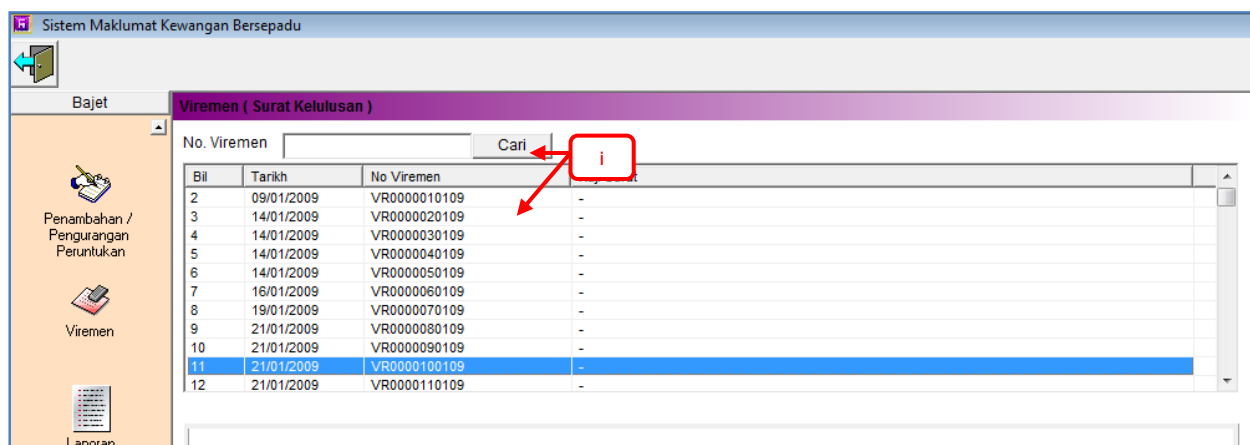 Sistem Maklumat Kewangan Bersepadu
Bajet
Viremen ( Surat Kelulusan )
No. Viremen Cari
i
Bil Tarikh No Viremen
2 09/01/2009 VR0000010109 -
3 14/01/2009 VR0000020109 -
4 14/01/2009 VR0000030109 -
5 14/01/2009 VR0000040109 -
6 14/01/2009 VR0000050109 -
7 16/01/2009 VR0000060109 -
8 19/01/2009 VR0000070109 -
9 21/01/2009 VR0000080109 -
10 21/01/2009 VR0000090109 -
11 21/01/2009 VR0000100109 -
12 21/01/2009 VR0000110109 -
Penambahan /
Pengurangan
Peruntukan
Viremen
Laporan